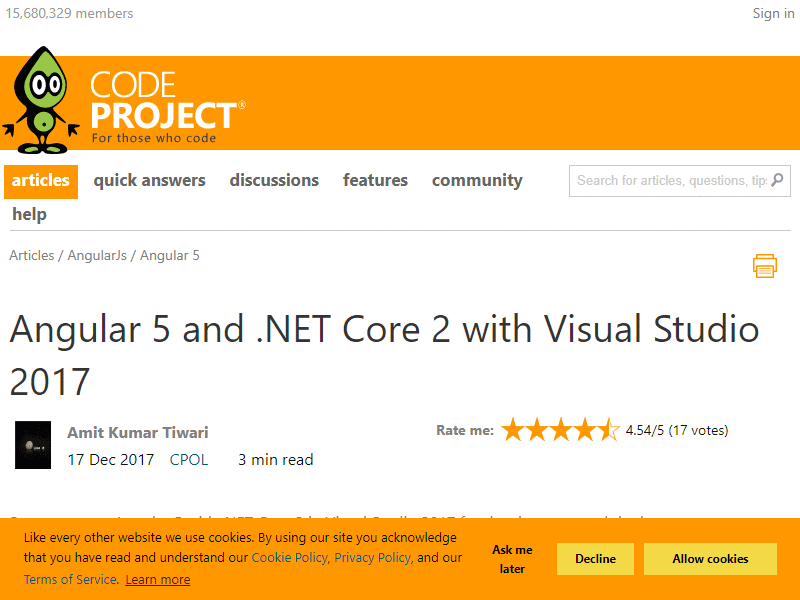 15,680,329 members
Sign in
CODE
PROJECT®
For those who code
articles quick answers discussions features community
Search for articles, questions, tips
help
Articles / AngularJs / Angular 5
Angular 5 and .NET Core 2 with Visual Studio
2017
Amit Kumar Tiwari
Rate me: 4.54/5 (17 votes)
17 Dec 2017 CPOL 3 min read
Like every other website we use cookies. By using our site you acknowledge
that you have read and understand our Cookie Policy, Privacy Policy, and our
Terms of Service. Learn more
Ask me
later
Decline
Allow cookies